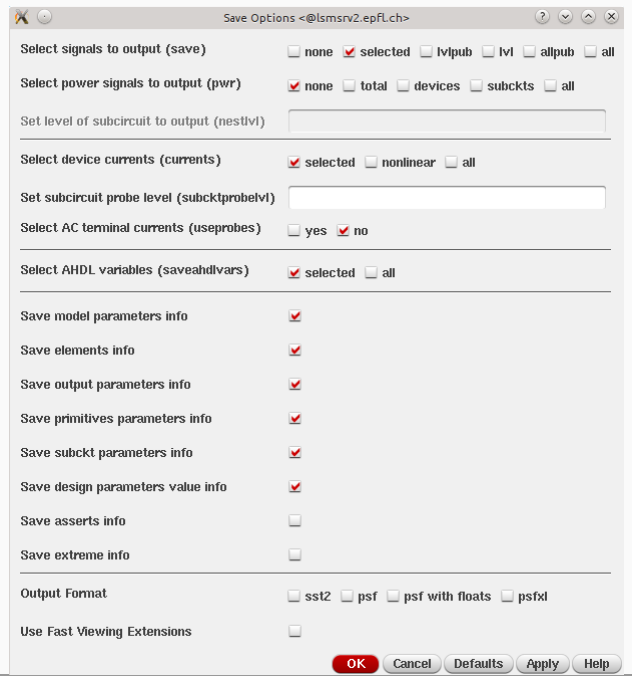 Save Options <@lsmsrv2.epfl.ch>
Select signals to output (save) none selected lvlpub lvl allpub all
Select power signals to output (pwr) none total devices subckts all
Set level of subcircuit to output (nestlvl)
Select device currents (currents) selected nonlinear all
Set subcircuit probe level (subcktprobelvl)
Select AC terminal currents (useprobes) yes no
Select AHDL variables (saveahdlvars) selected all
Save model parameters info
Save elements info
Save output parameters info
Save primitives parameters info
Save subckt parameters info
Save design parameters value info
Save asserts info
Save extreme info
Output Format sst2 psf psf with floats psfxl
Use Fast Viewing Extensions
OK Cancel Defaults Apply Help